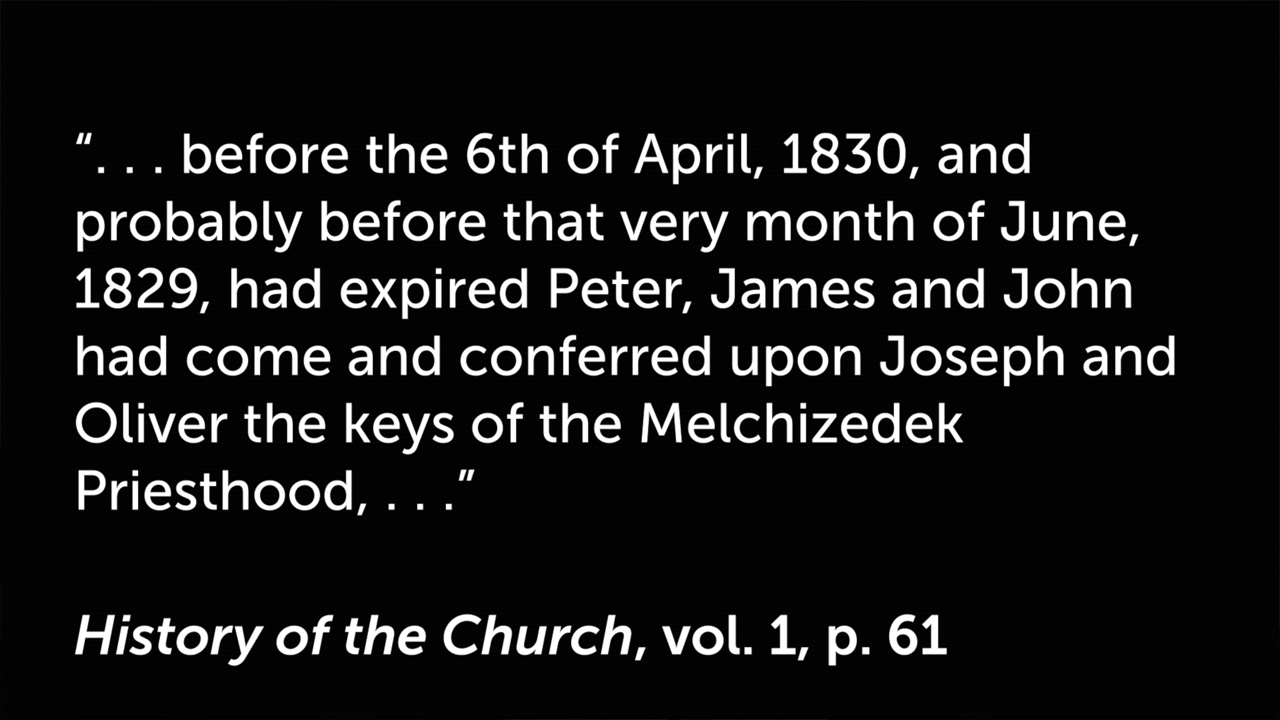 “. . . before the 6th of April, 1830, and
probably before that very month of June,
1829, had expired Peter, James and John
had come and conferred upon Joseph and
Oliver the keys of the Melchizedek
Priesthood, . . .”
History of the Church, vol. 1, p. 61